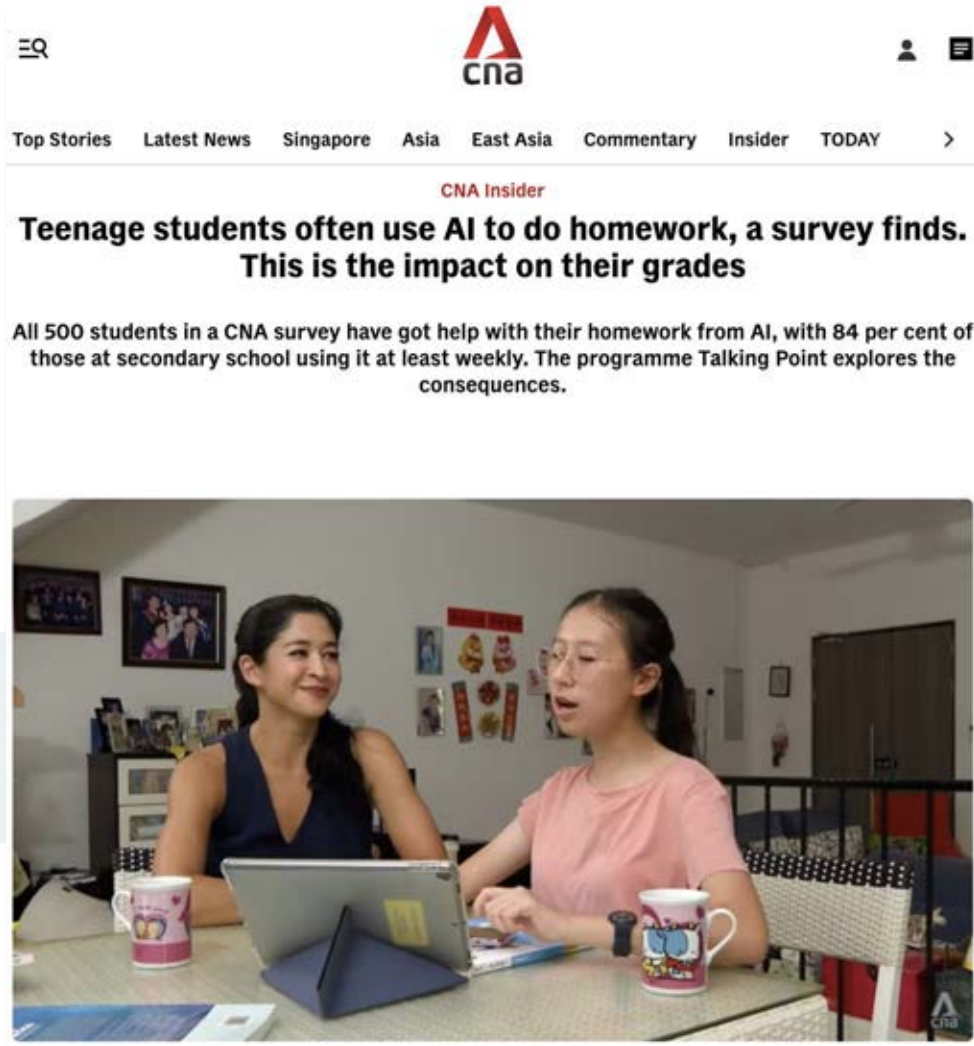 cna
Top Stories Latest News Singapore Asia East Asia Commentary Insider TODAY
CNA Insider
Teenage students often use AI to do homework, a survey finds.
This is the impact on their grades
All 500 students in a CNA survey have got help with their homework from AI, with 84 per cent of
those at secondary school using it at least weekly. The programme Talking Point explores the
consequences.
cna